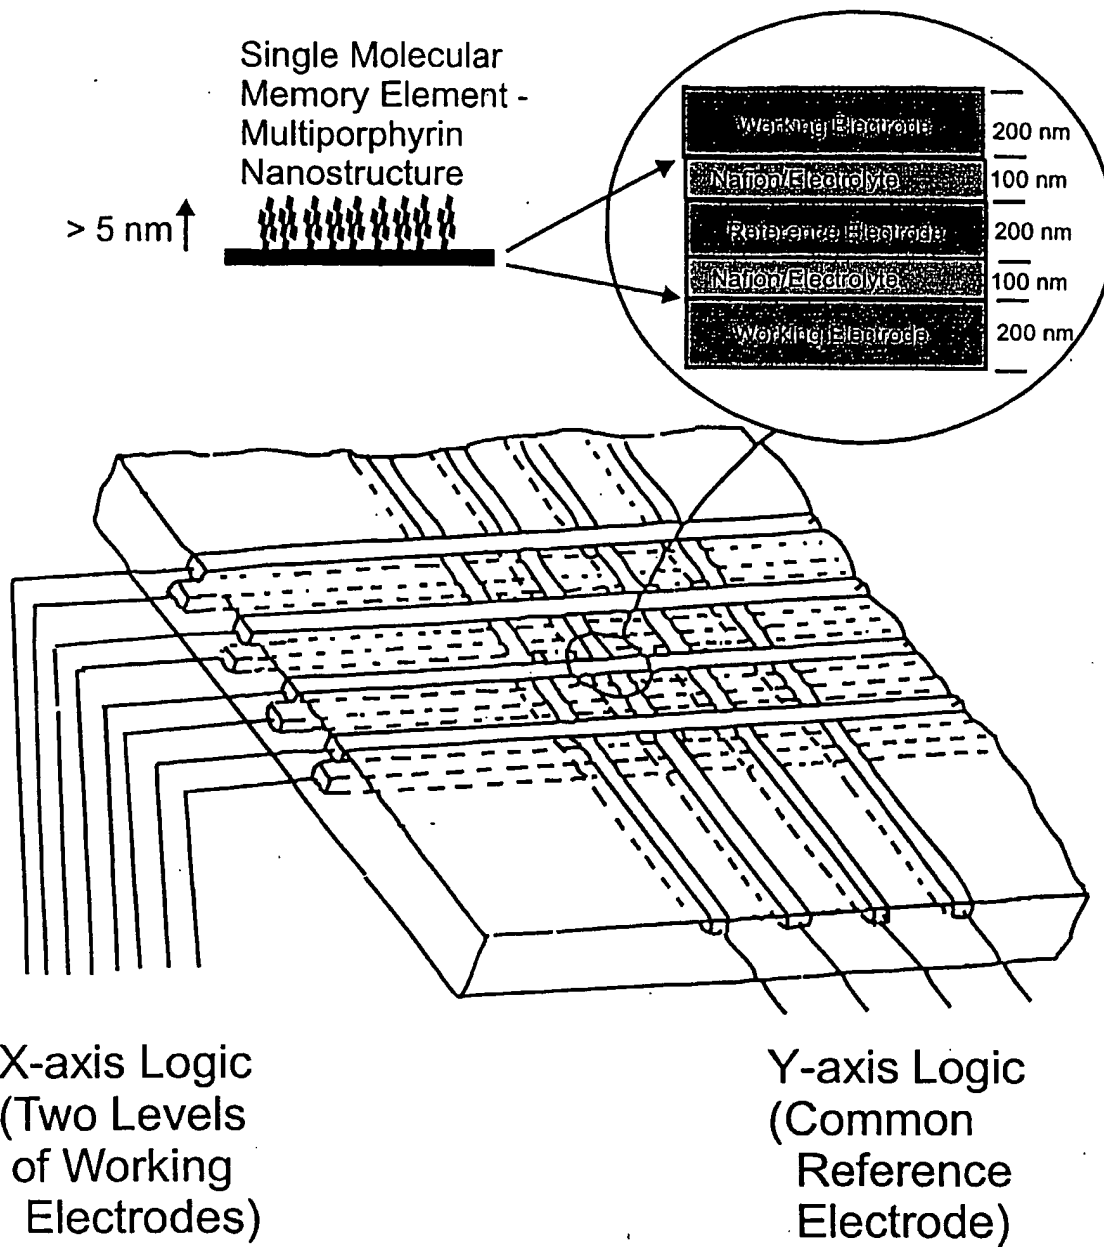 Single Molecular
Memory Element -
Multiporphyrin
Nanostructure
> 5 nm
Working Electrode
200 nm
Nafion/Electrolyte
100 nm
Reference Electrode
200 nm
Nafion/Electrolyte
100 nm
Working Electrode
200 nm
X-axis Logic
(Two Levels
of Working
Electrodes)
Y-axis Logic
(Common
Reference
Electrode)